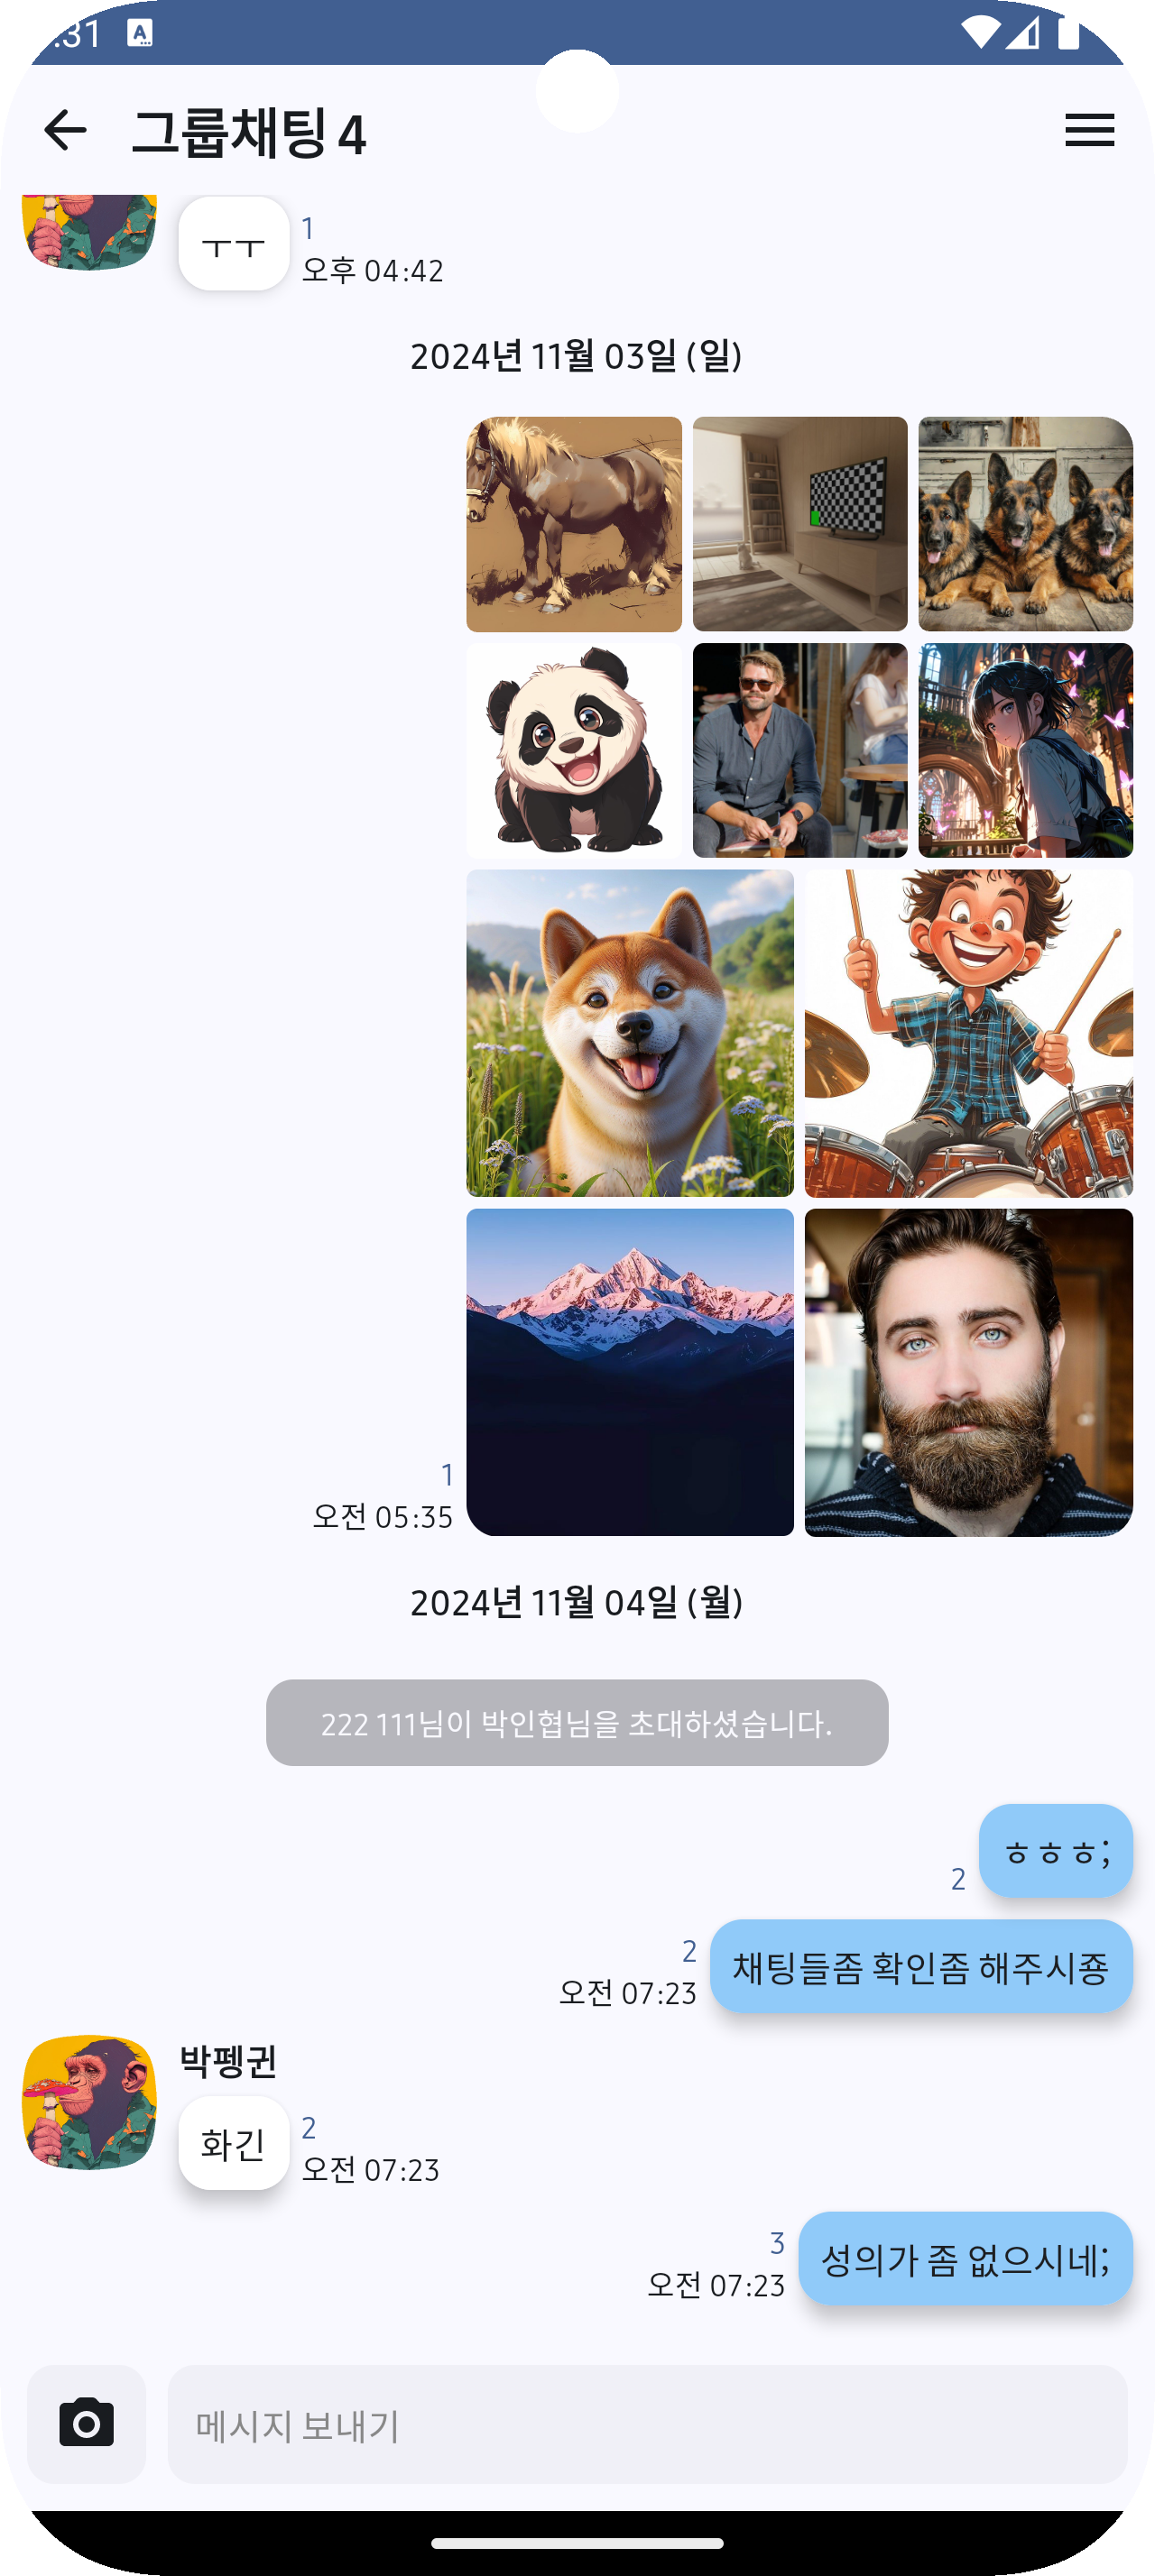 :31
A
그룹채팅 4
ㅜㅜ
1
오후 04:42
2024년 11월 03일 (일)
1
오전 05:35
2024년 11월 04일 (월)
222 111님이 박인협님을 초대하셨습니다.
ㅎㅎㅎ;
2
채팅들좀 확인좀 해주시죵
2
오전 07:23
박펭귄
화긴
2
오전 07:23
성의가 좀 없으시네;
3
오전 07:23
메시지 보내기